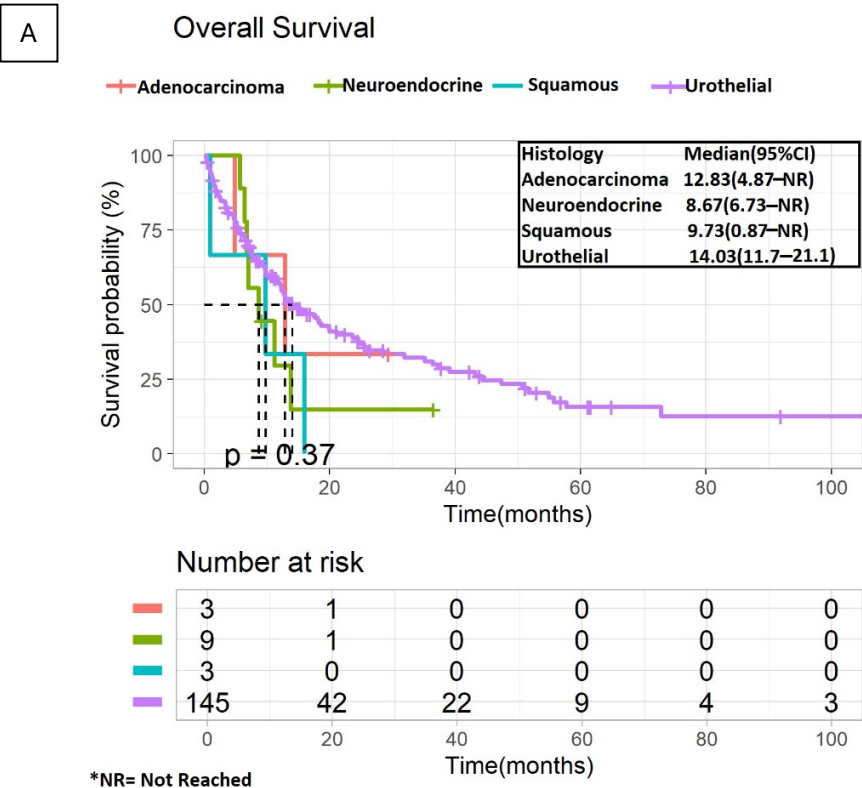 A
Overall Survival
Adenocarcinoma Neuroendocrine Squamous Urothelial
Histology Median(95%CI)
Adenocarcinoma 12.83(4.87–NR)
Neuroendocrine 8.67(6.73–NR)
Squamous 9.73(0.87–NR)
Urothelial 14.03(11.7–21.1)
Survival probability (%)
100
75
50
25
0
p = 0.37
0 20 40 60 80 100
Time(months)
Number at risk
3 1 0 0 0 0
9 1 0 0 0 0
3 0 0 0 0 0
145 42 22 9 4 3
0 20 40 60 80 100
Time(months)
*NR= Not Reached